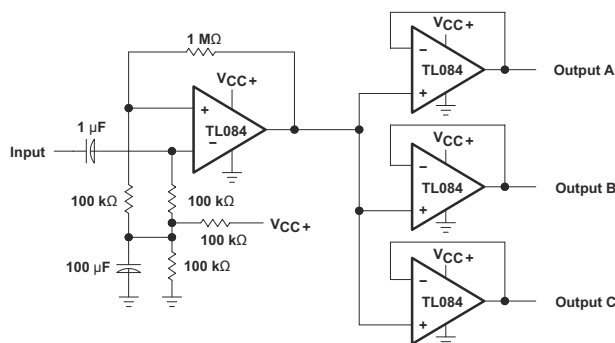 1 MΩ
VCC+
+
TL084
−
1 µF
Input
100 kΩ
100 kΩ
100 kΩ
VCC+
100 µF
100 kΩ
VCC+
−
TL084
+
Output A
VCC+
−
TL084
+
Output B
VCC+
−
TL084
+
Output C